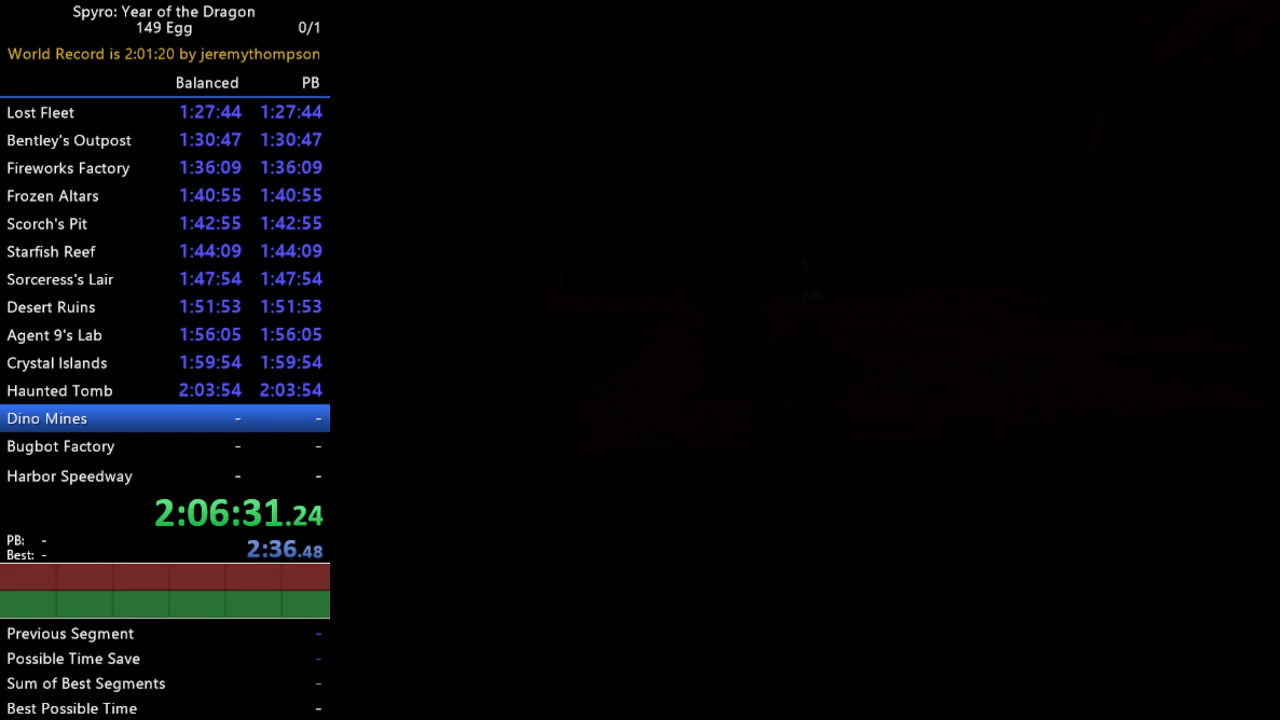 Spyro: Year of the Dragon
149 Egg 0/1
World Record is 2:01:20 by jeremythompson
Balanced PB
Lost Fleet 1:27:44 1:27:44
Bentley's Outpost 1:30:47 1:30:47
Fireworks Factory 1:36:09 1:36:09
Frozen Altars 1:40:55 1:40:55
Scorch's Pit 1:42:55 1:42:55
Starfish Reef 1:44:09 1:44:09
Sorceress's Lair 1:47:54 1:47:54
Desert Ruins 1:51:53 1:51:53
Agent 9's Lab 1:56:05 1:56:05
Crystal Islands 1:59:54 1:59:54
Haunted Tomb 2:03:54 2:03:54
Dino Mines - -
Bugbot Factory - -
Harbor Speedway - -
2:06:31.24
PB: -
Best: - 2:36.48
Previous Segment -
Possible Time Save -
Sum of Best Segments -
Best Possible Time -